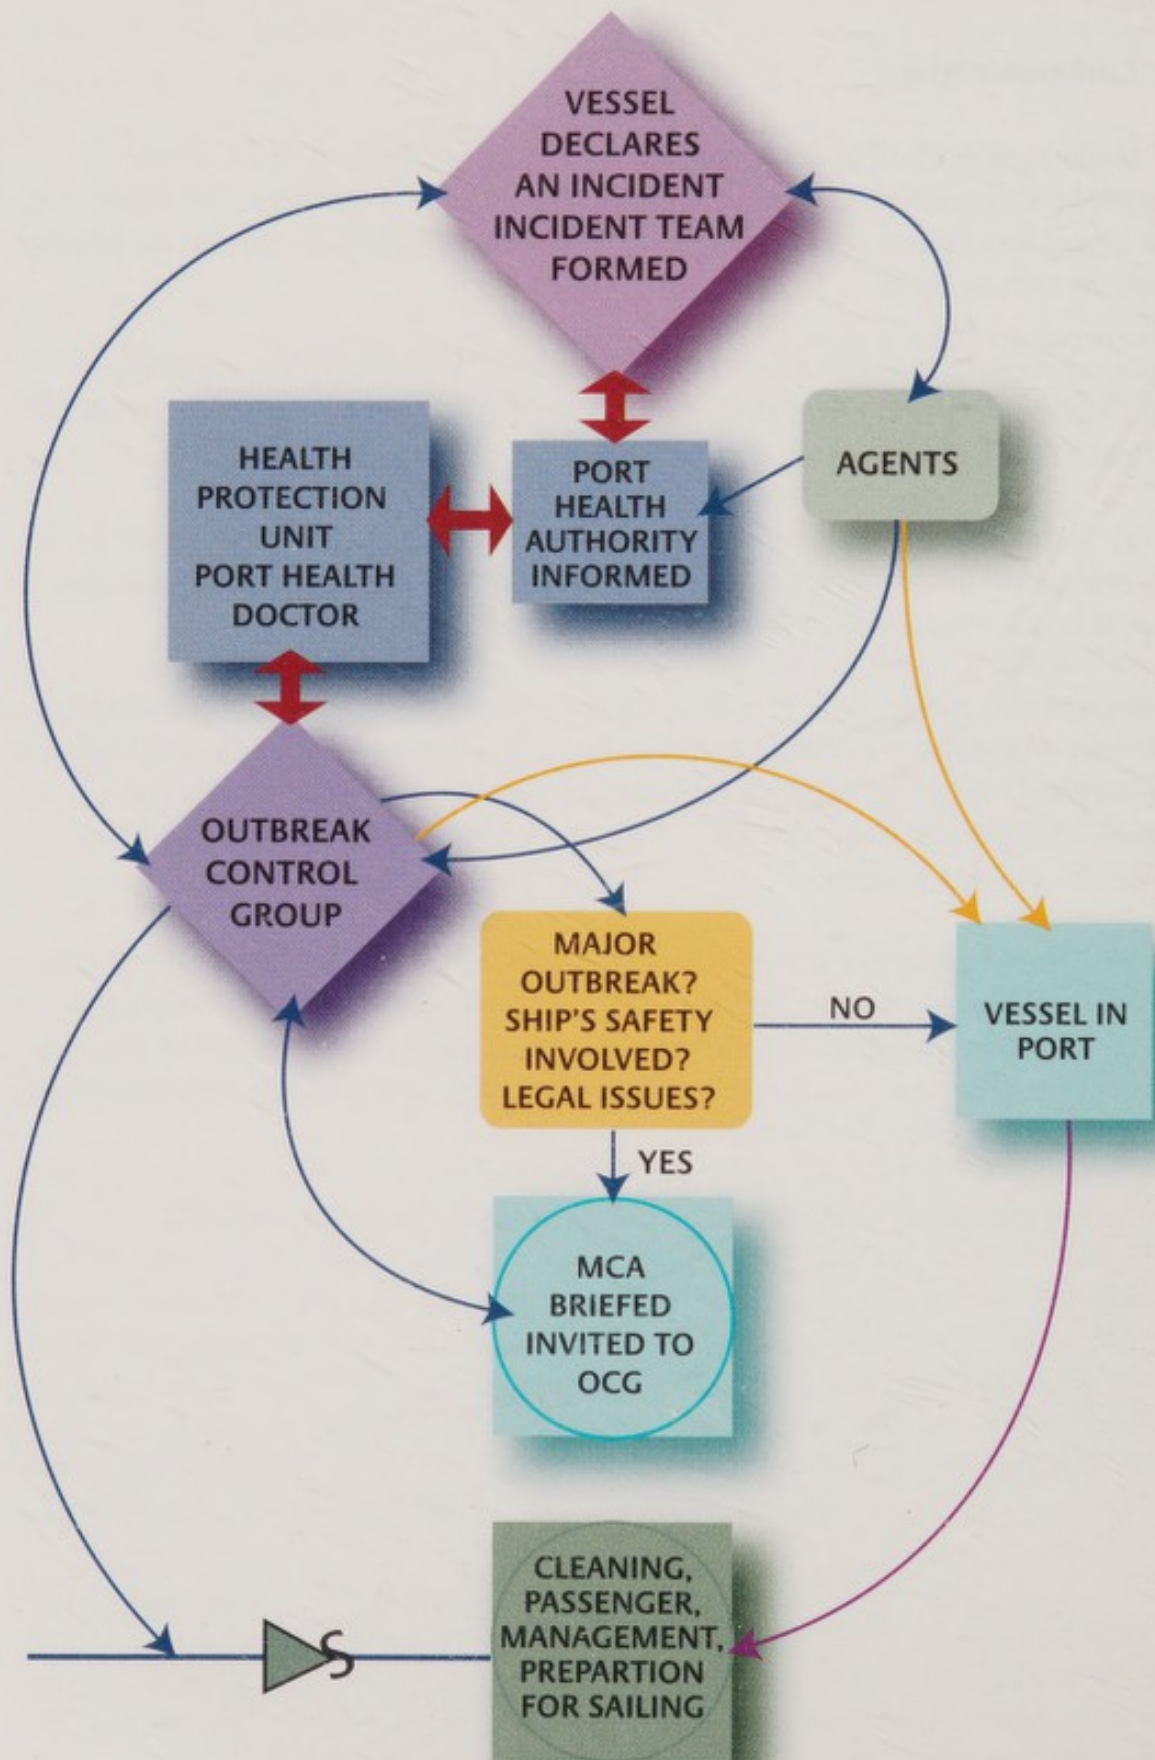 VESSEL
DECLARES
AN INCIDENT
INCIDENT TEAM
FORMED
HEALTH
PROTECTION
UNIT
PORT HEALTH
DOCTOR
PORT
HEALTH
AUTHORITY
INFORMED
AGENTS
OUTBREAK
CONTROL
GROUP
MAJOR
OUTBREAK?
SHIP'S SAFETY
INVOLVED?
LEGAL ISSUES?
NO
VESSEL IN
PORT
YES
MCA
BRIEFED
INVITED TO
OCG
CLEANING,
PASSENGER,
MANAGEMENT,
PREPARTION
FOR SAILING